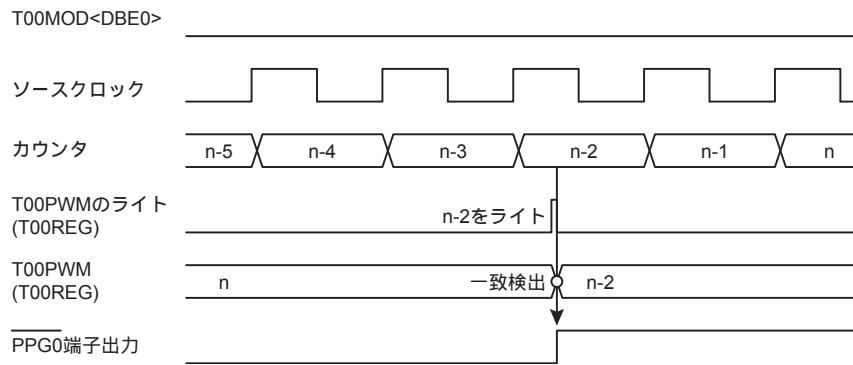 T00MOD<DBE0>
ソースクロック
カウンタ n-5 n-4 n-3 n-2 n-1 n
T00PWMのライト
(T00REG)
n-2をライト
T00PWM
(T00REG)
n 一致検出 n-2
PPG0端子出力